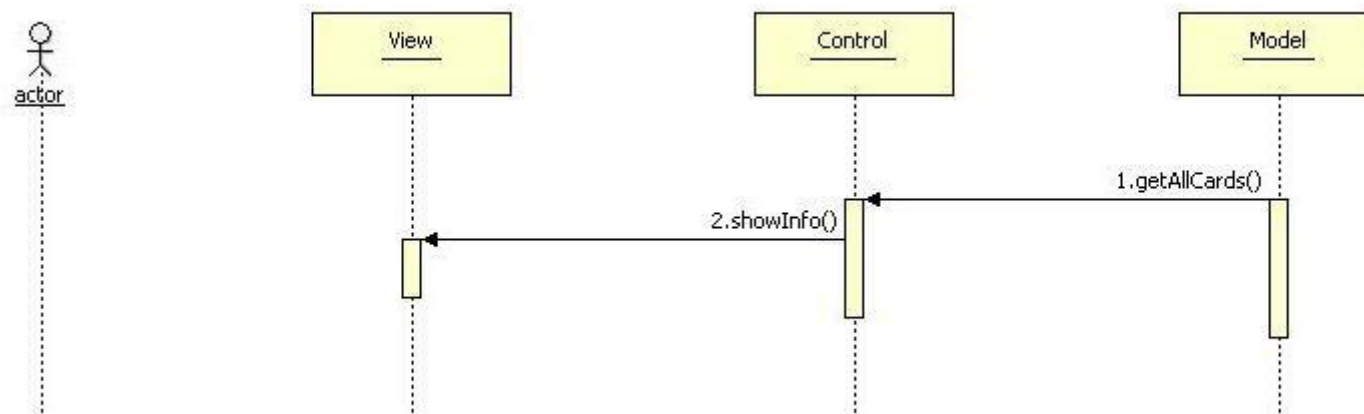 View
Control
Model
actor
1.getAllCards()
2.showInfo()